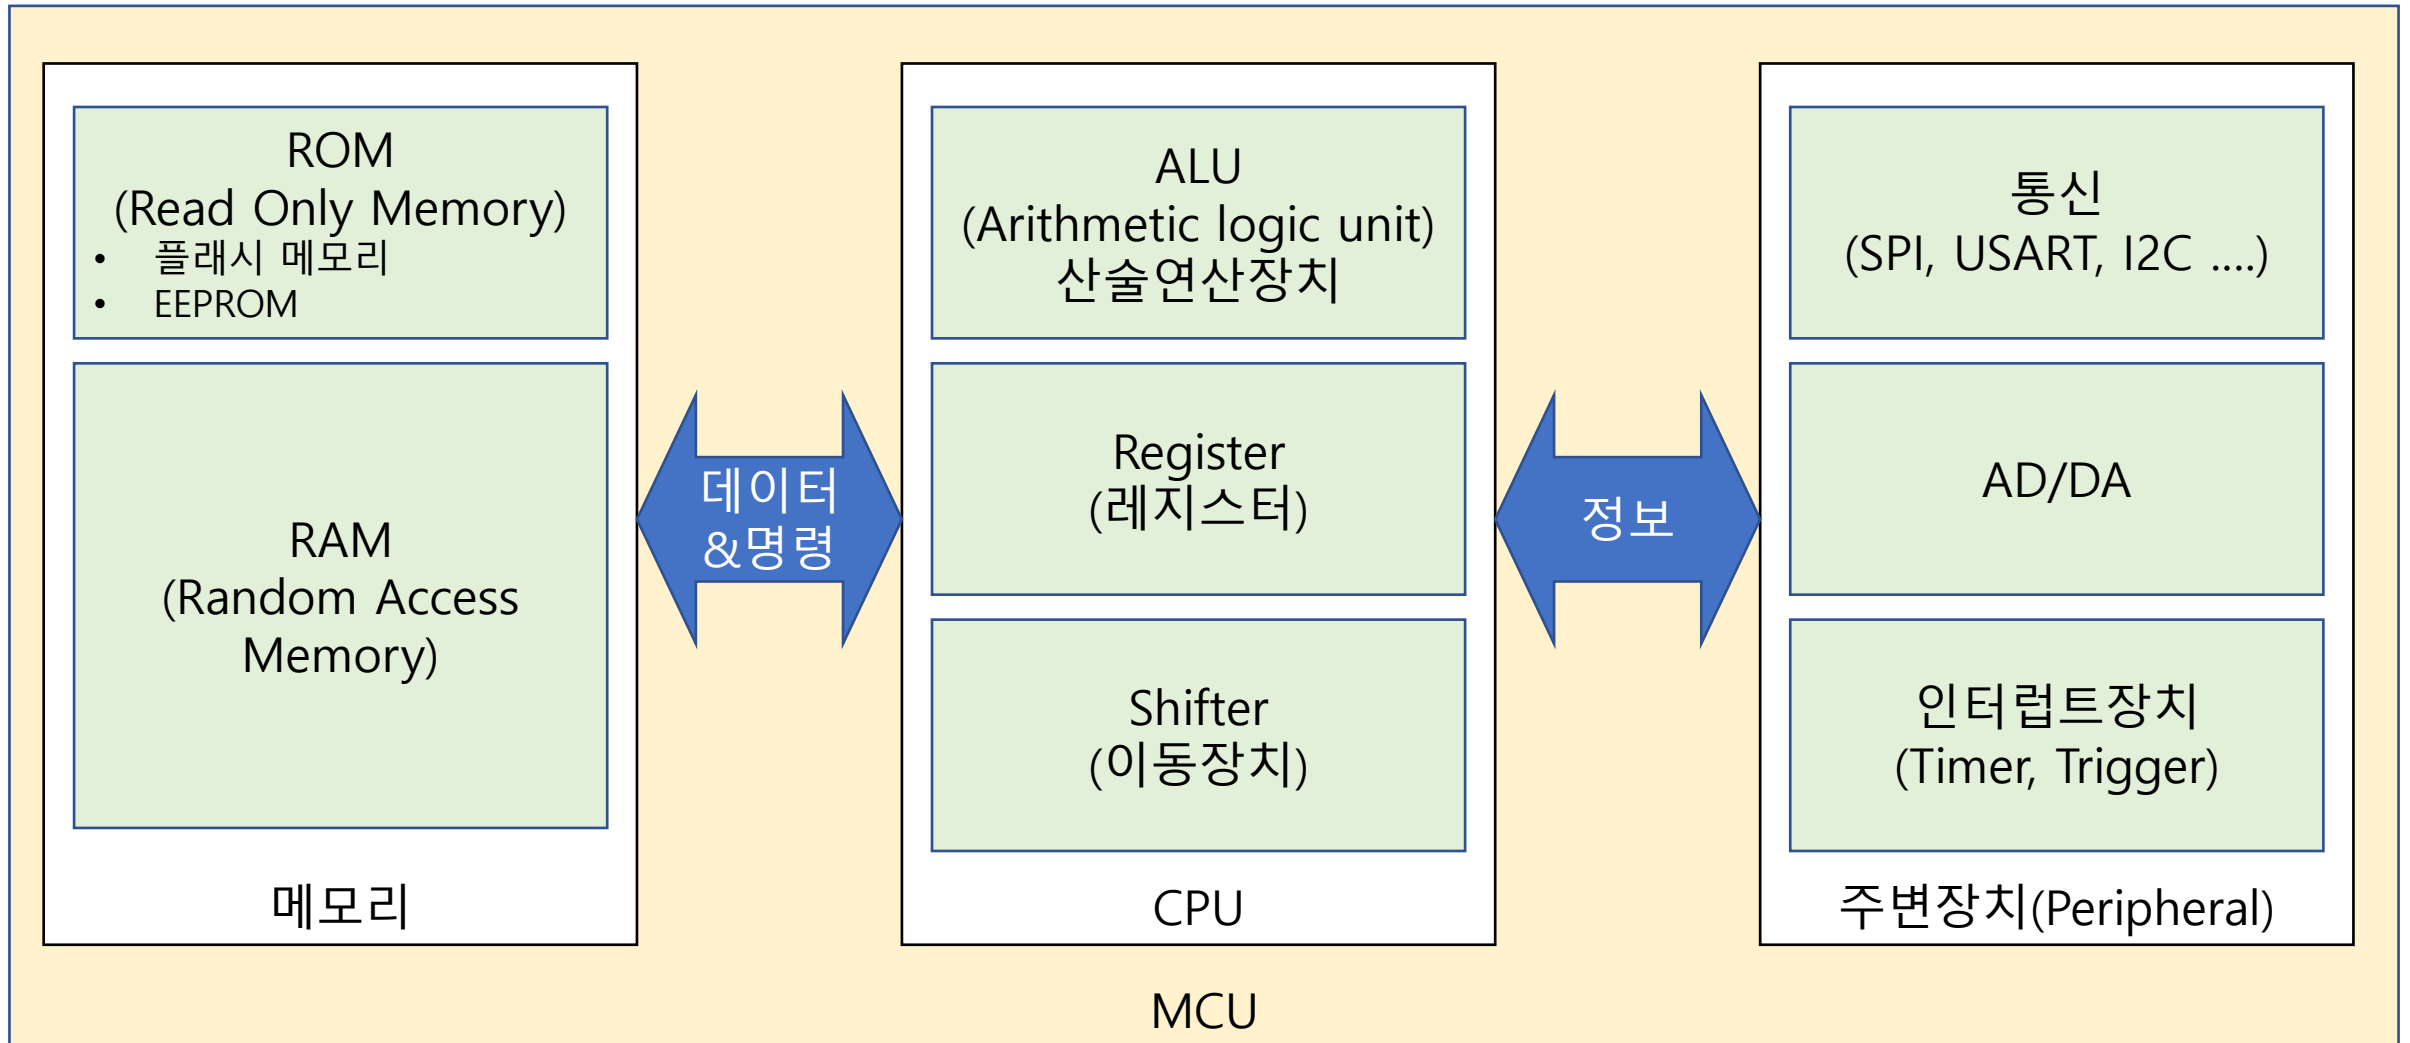 ROM
(Read Only Memory)
• 플래시 메모리
• EEPROM
RAM
(Random Access
Memory)
메모리
데이터
&명령
ALU
(Arithmetic logic unit)
산술연산장치
Register
(레지스터)
Shifter
(이동장치)
CPU
정보
통신
(SPI, USART, I2C ....)
AD/DA
인터럽트장치
(Timer, Trigger)
주변장치(Peripheral)
MCU